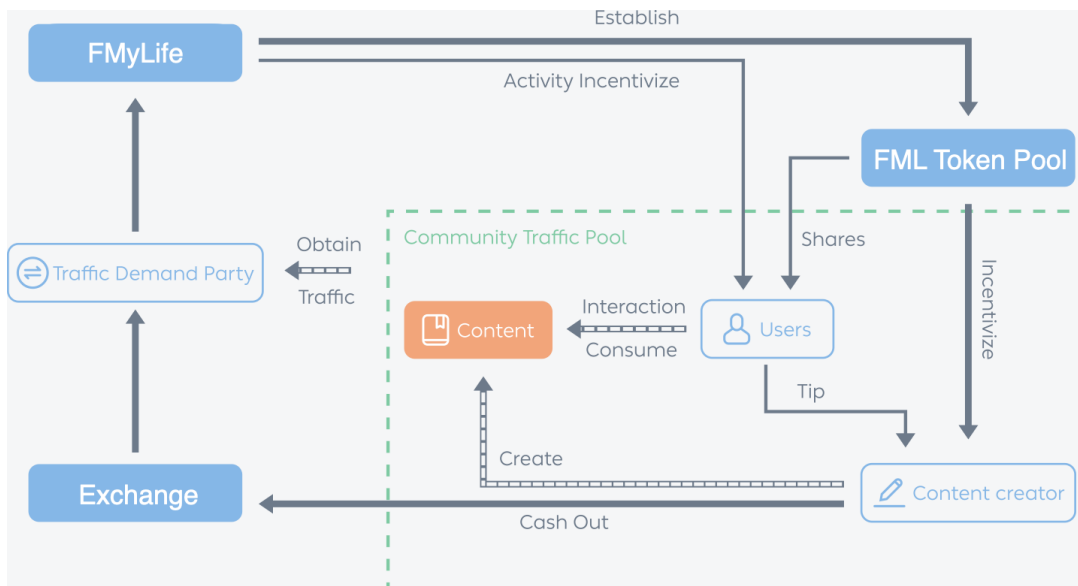 Establish
FMyLife
Activity Incentivize
FML Token Pool
Community Traffic Pool
Shares
Obtain
Traffic Demand Party
Traffic
Incentivize
Interaction
Content
Users
Consume
Tip
Create
Exchange
Content creator
Cash Out